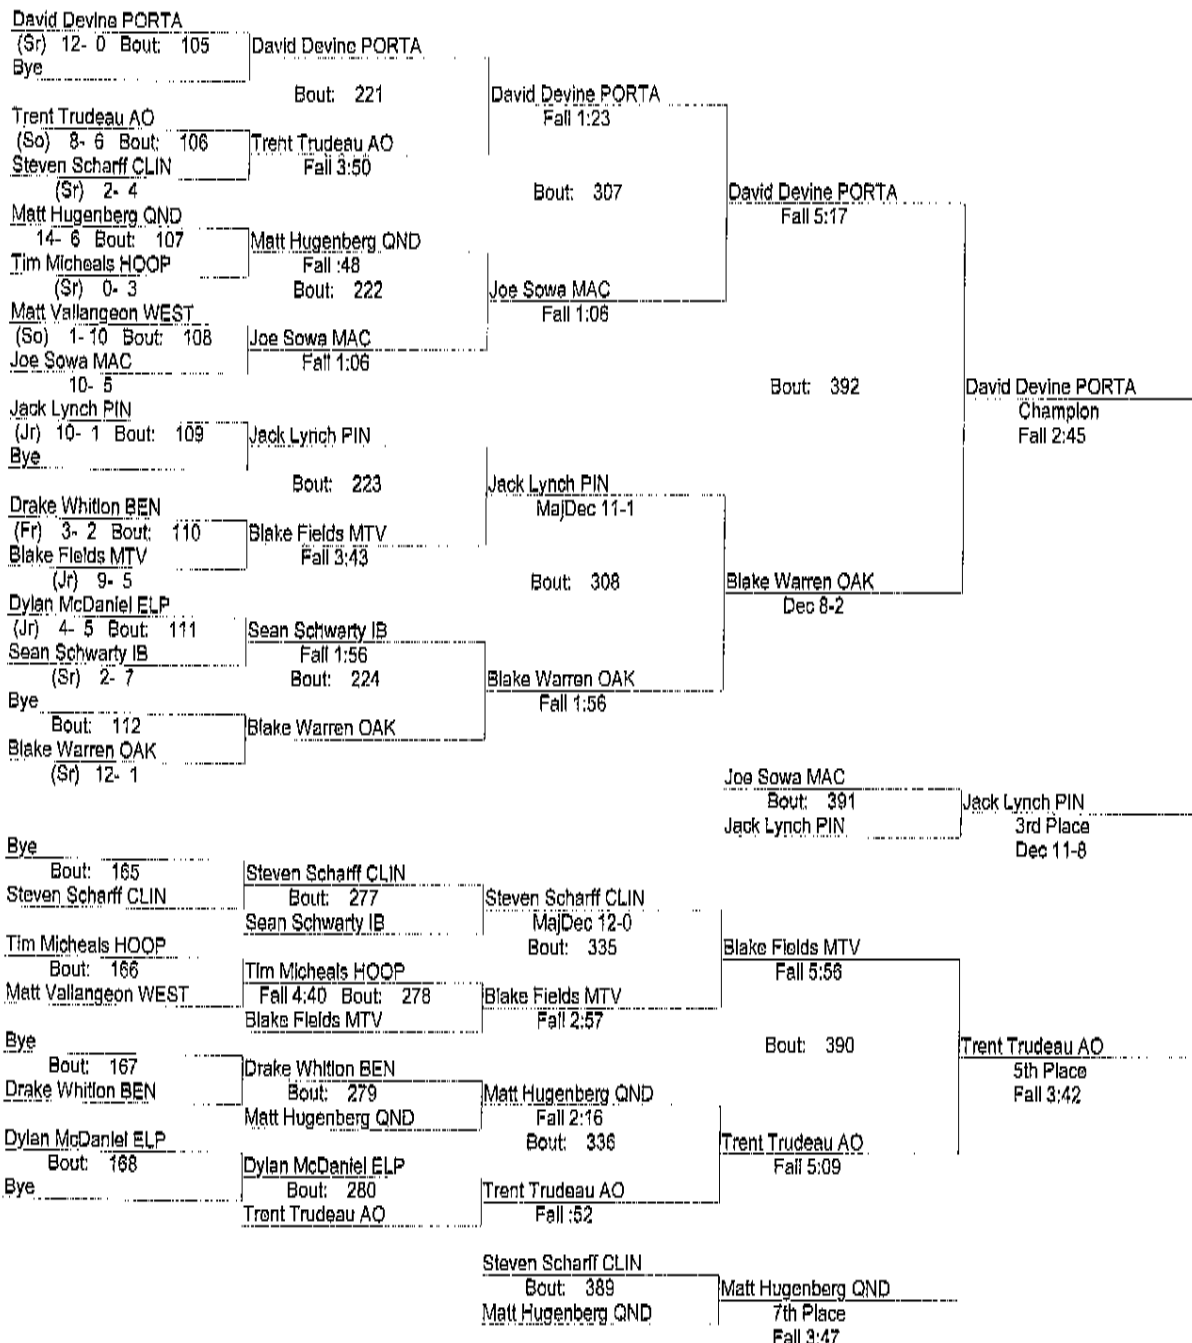 David Devine PORTA
(Sr) 12- 0 Bout: 105
Bye
David Devine PORTA
Bout: 221
Trent Trudeau AO
(So) 8- 6 Bout: 106
Steven Scharff CLIN
(Sr) 2- 4
Trent Trudeau AO
Fall 3:50
David Devine PORTA
Fall 1:23
Bout: 307
Matt Hugenberg QND
14- 6 Bout: 107
Tim Micheals HOOP
(Sr) 0- 3
Matt Hugenberg QND
Fall :48
Bout: 222
Matt Vallangeon WEST
(So) 1- 10 Bout: 108
Joe Sowa MAC
10- 5
Joe Sowa MAC
Fall 1:06
Joe Sowa MAC
Fall 1:06
David Devine PORTA
Fall 5:17
Bout: 392
David Devine PORTA
Champion
Fall 2:45
Jack Lynch PIN
(Jr) 10- 1 Bout: 109
Bye
Jack Lynch PIN
Bout: 223
Drake Whitlon BEN
(Fr) 3- 2 Bout: 110
Blake Fields MTV
(Jr) 9- 5
Blake Fields MTV
Fall 3:43
Jack Lynch PIN
MajDec 11-1
Bout: 308
Dylan McDaniel ELP
(Jr) 4- 5 Bout: 111
Sean Schwarty IB
(Sr) 2- 7
Sean Schwarty IB
Fall 1:56
Bout: 224
Bye
Bout: 112
Blake Warren OAK
(Sr) 12- 1
Blake Warren OAK
Blake Warren OAK
Fall 1:56
Blake Warren OAK
Dec 8-2
Joe Sowa MAC
Bout: 391
Jack Lynch PIN
Jack Lynch PIN
3rd Place
Dec 11-8
Bye
Bout: 165
Steven Scharff CLIN
Steven Scharff CLIN
Bout: 277
Sean Schwarty IB
Steven Scharff CLIN
MajDec 12-0
Bout: 335
Tim Micheals HOOP
Bout: 166
Matt Vallangeon WEST
Tim Micheals HOOP
Fall 4:40 Bout: 278
Blake Fields MTV
Blake Fields MTV
Fall 2:57
Blake Fields MTV
Fall 5:56
Bout: 390
Bye
Bout: 167
Drake Whitlon BEN
Drake Whitlon BEN
Bout: 279
Matt Hugenberg QND
Matt Hugenberg QND
Fall 2:16
Bout: 336
Dylan McDaniel ELP
Bout: 168
Bye
Dylan McDaniel ELP
Bout: 280
Trent Trudeau AO
Trent Trudeau AO
Fall :52
Trent Trudeau AO
Fall 5:09
Trent Trudeau AO
5th Place
Fall 3:42
Steven Scharff CLIN
Bout: 389
Matt Hugenberg QND
Matt Hugenberg QND
7th Place
Fall 3:47